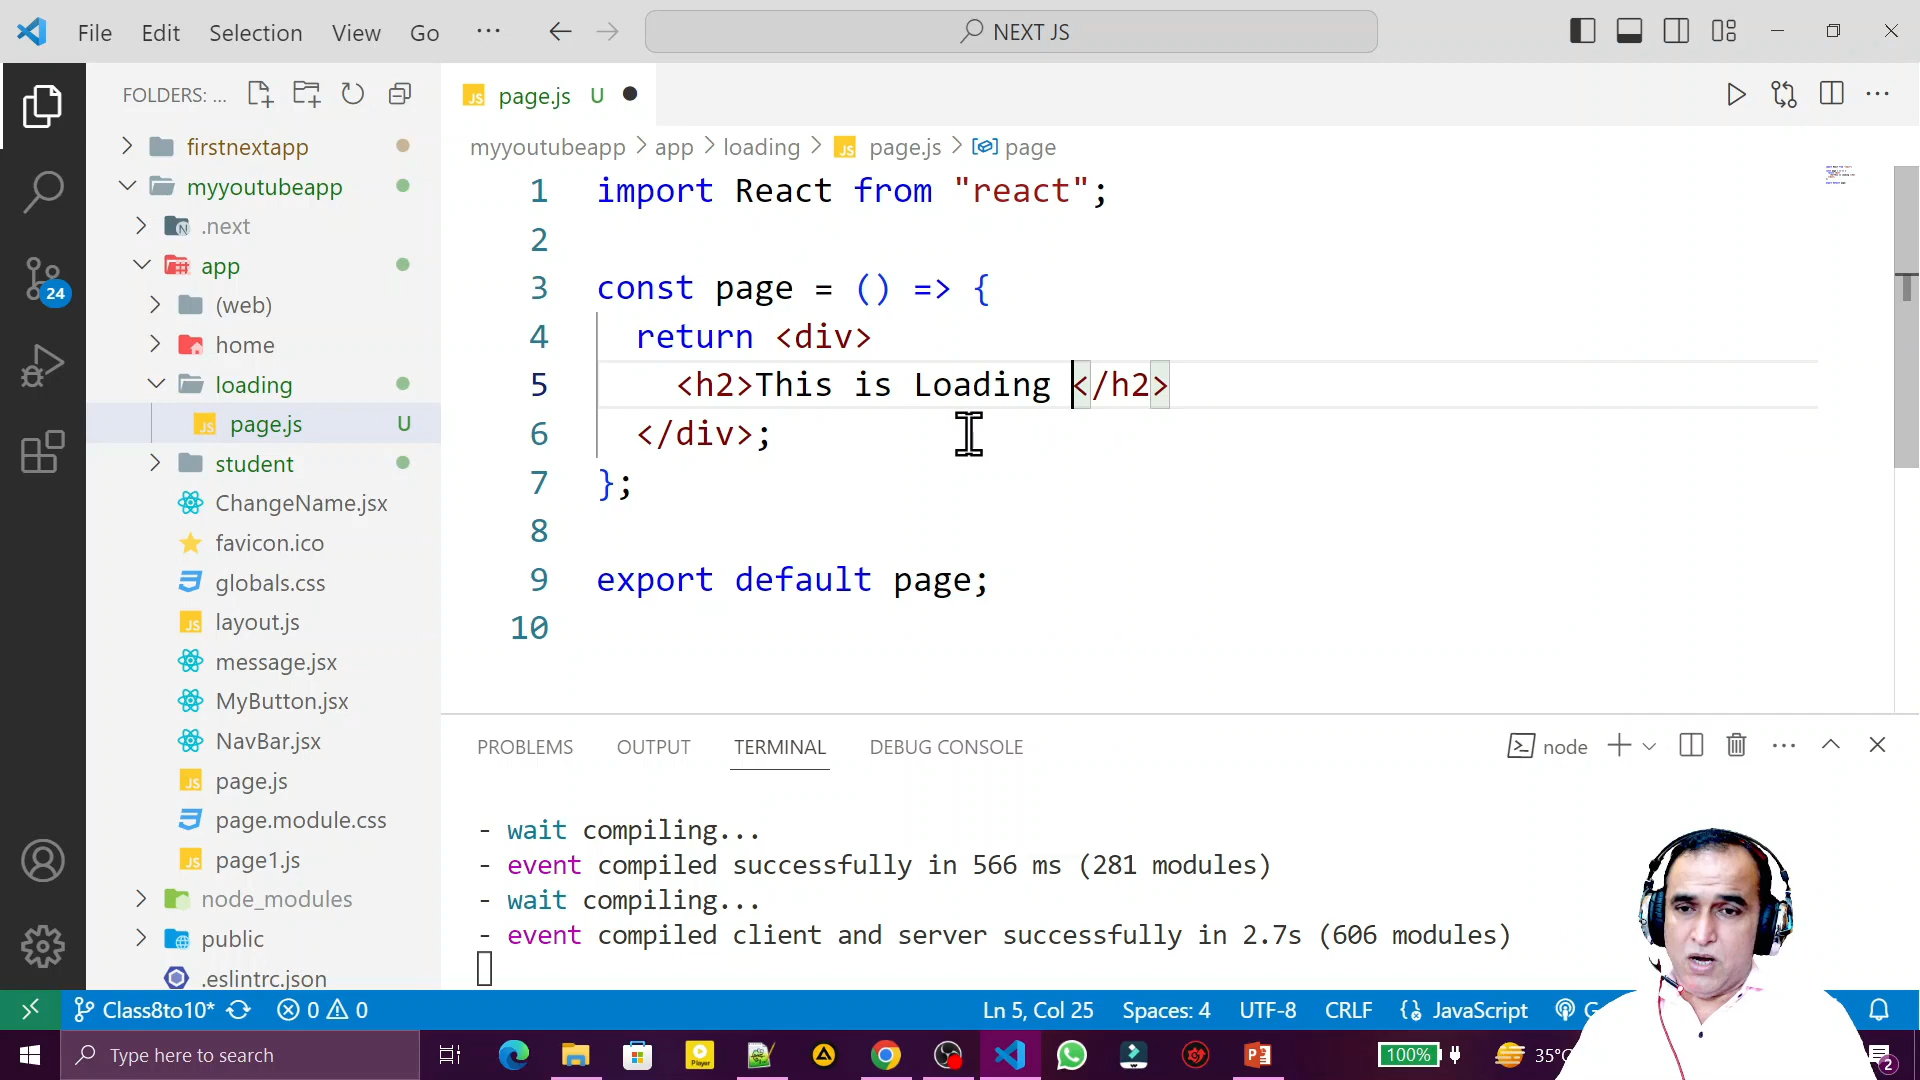 File Edit Selection View Go ··· NEXT JS
FOLDERS: ...
page.js U
myyoutubeapp > app > loading > page.js > page
firstnextapp
myyoutubeapp
.next
app
(web)
home
loading
page.js U
student
ChangeName.jsx
favicon.ico
globals.css
layout.js
message.jsx
MyButton.jsx
NavBar.jsx
page.js
page.module.css
page1.js
node_modules
public
.eslintrc.json
24
1 import React from "react";
2
3 const page = () => {
4 return <div>
5 <h2>This is Loading </h2>
6 </div>;
7 };
8
9 export default page;
10
PROBLEMS OUTPUT TERMINAL DEBUG CONSOLE
node
- wait compiling...
- event compiled successfully in 566 ms (281 modules)
- wait compiling...
- event compiled client and server successfully in 2.7s (606 modules)
Class8to10* 0 0 Ln 5, Col 25 Spaces: 4 UTF-8 CRLF JavaScript
Type here to search
Player
100%
35°C
2